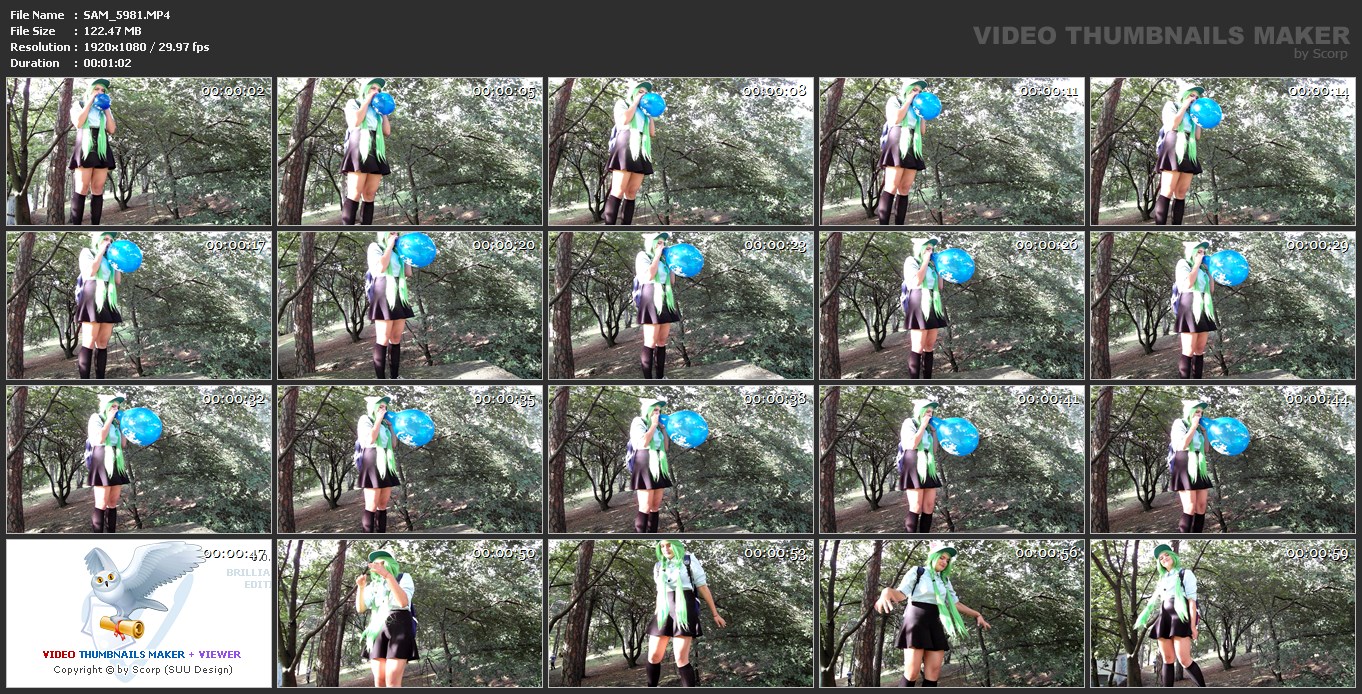 File Name : SAM_5981.MP4
File Size : 122.47 MB
Resolution : 1920x1080 / 29.97 fps
Duration : 00:01:02
VIDEO THUMBNAILS MAKER
by Scorp
00:00:02 00:00:05 00:00:08 00:00:11 00:00:14
00:00:17 00:00:20 00:00:23 00:00:26 00:00:29
00:00:32 00:00:35 00:00:38 00:00:41 00:00:44
00:00:47 00:00:50 00:00:53 00:00:56 00:00:59
BRILLIA
EDIT
VIDEO THUMBNAILS MAKER + VIEWER
Copyright © by Scorp (SUU Design)